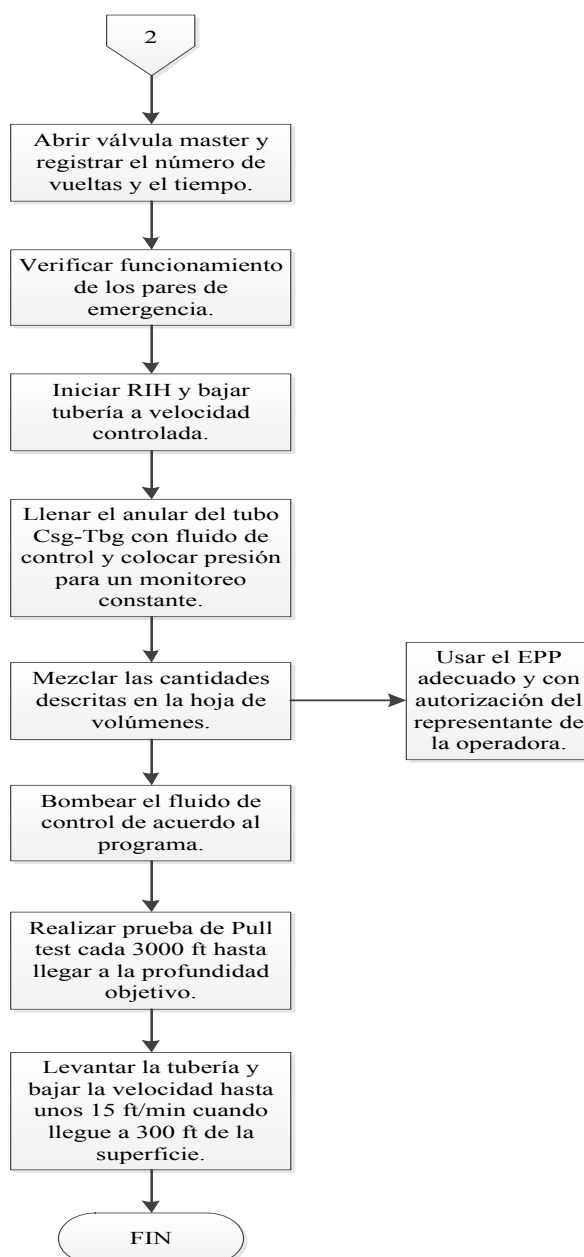 2
Abrir válvula master y
registrar el número de
vueltas y el tiempo.
Verificar funcionamiento
de los pares de
emergencia.
Iniciar RIH y bajar
tubería a velocidad
controlada.
Llenar el anular del tubo
Csg-Tbg con fluido de
control y colocar presión
para un monitoreo
constante.
Mezclar las cantidades
descritas en la hoja de
volúmenes.
Usar el EPP
adecuado y con
autorización del
representante de
la operadora.
Bombear el fluido de
control de acuerdo al
programa.
Realizar prueba de Pull
test cada 3000 ft hasta
llegar a la profundidad
objetivo.
Levantar la tubería y
bajar la velocidad hasta
unos 15 ft/min cuando
llegue a 300 ft de la
superficie.
FIN